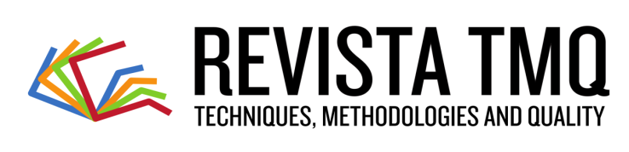 REVISTA TMQ
TECHNIQUES, METHODOLOGIES AND QUALITY